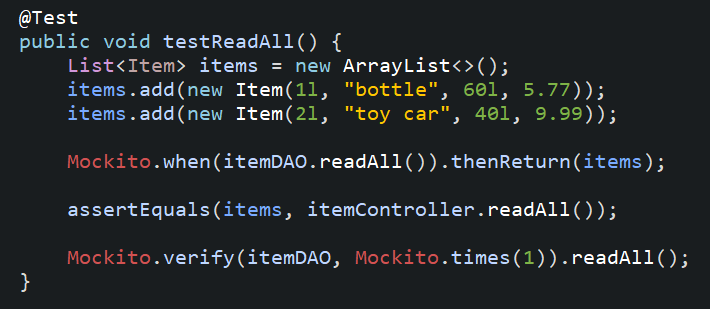 @Test
public void testReadAll() {
    List<Item> items = new ArrayList<>();
    items.add(new Item(1l, "bottle", 60l, 5.77));
    items.add(new Item(2l, "toy car", 40l, 9.99));

    Mockito.when(itemDAO.readAll()).thenReturn(items);

    assertEquals(items, itemController.readAll());

    Mockito.verify(itemDAO, Mockito.times(1)).readAll();
}